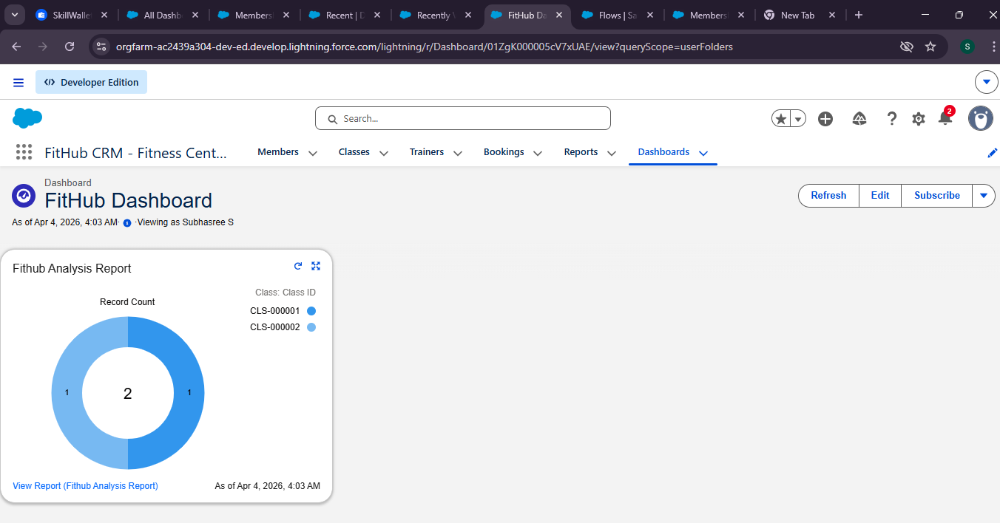 SkillWallet
All Dashb
Members
Recent | D
Recently V
FitHub Da
Flows | Sa
Members
New Tab
orgfarm-ac2439a304-dev-ed.develop.lightning.force.com/lightning/r/Dashboard/01ZgK000005cV7xUAE/view?queryScope=userFolders
S
</> Developer Edition
Search...
2
FitHub CRM - Fitness Cent...
Members
Classes
Trainers
Bookings
Reports
Dashboards
Dashboard
FitHub Dashboard
As of Apr 4, 2026, 4:03 AM· ·Viewing as Subhasree S
Refresh
Edit
Subscribe
Fithub Analysis Report
Class: Class ID
Record Count
CLS-000001
CLS-000002
1
2
1
View Report (Fithub Analysis Report)
As of Apr 4, 2026, 4:03 AM